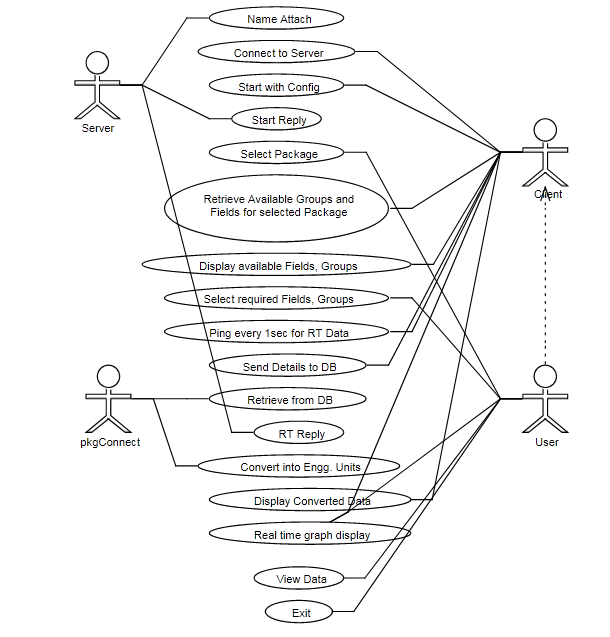 Name Attach
Connect to Server
Start with Config
Server
Start Reply
Select Package
Client
Retrieve Available Groups and
Fields for selected Package
Display available Fields, Groups
Select required Fields, Groups
Ping every 1sec for RT Data
Send Details to DB
Retrieve from DB
pkgConnect
RT Reply
User
Convert into Engg. Units
Display Converted Data
Real time graph display
View Data
Exit